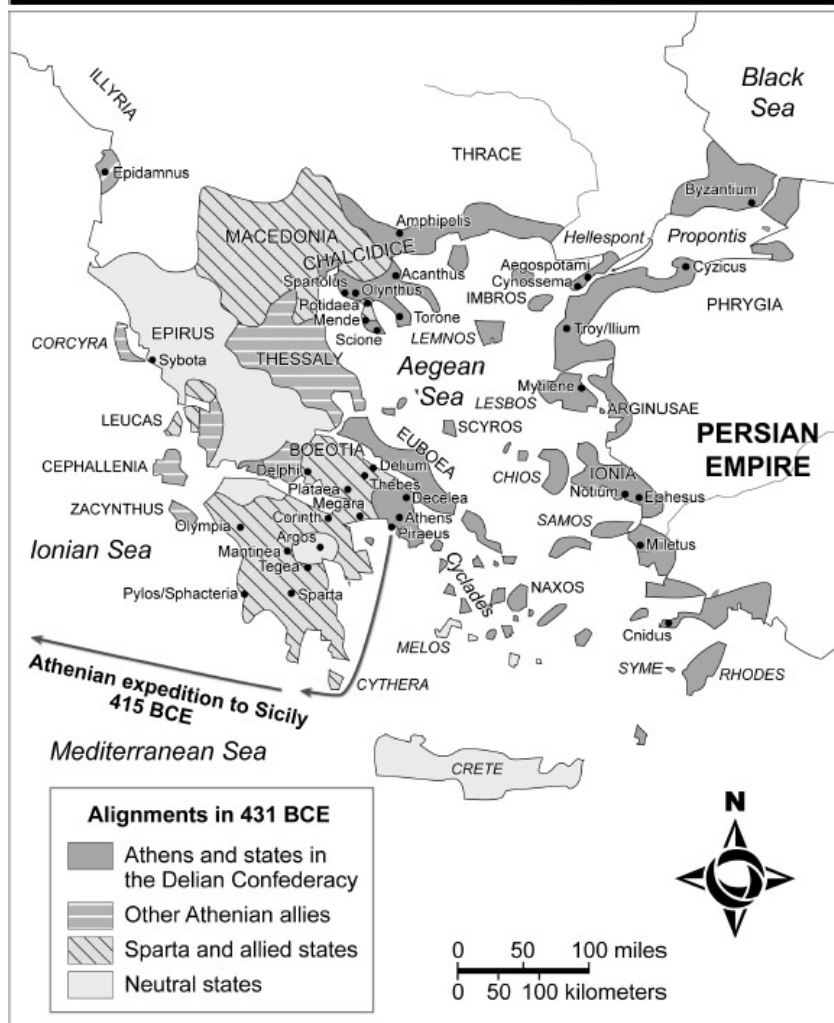 Black
Sea
ILLYRIA
THRACE
Epidamnus
Byzantium
Amphipolis
MACEDONIA
CHALCIDICE
Hellespont
Propontis
Acanthus
Aegospotami
Cynossema
Cyzicus
Spartolus
Olynthus
IMBROS
Potidaea
PHRYGIA
Mende
Torone
EPIRUS
Scione
LEMNOS
Troy/Ilium
CORCYRA
THESSALY
Sybota
Aegean
Sea
Mytilene
LESBOS
ARGINUSAE
LEUCAS
SCYROS
PERSIAN
EMPIRE
EUBOEA
BOEOTIA
CEPHALLENIA
Delphi
Delium
Thebes
CHIOS
IONIA
Plataea
Decelea
Notium
Ephesus
ZACYNTHUS
Megara
Olympia
Corinth
Athens
Piraeus
SAMOS
Ionian Sea
Argos
Mantinea
Miletus
Tegea
Cyclades
Pylos/Sphacteria
Sparta
NAXOS
MELOS
Cnidus
Athenian expedition to Sicily
415 BCE
CYTHERA
SYME
RHODES
Mediterranean Sea
CRETE
Alignments in 431 BCE
Athens and states in
the Delian Confederacy
Other Athenian allies
Sparta and allied states
Neutral states
N
0 50 100 miles
0 50 100 kilometers